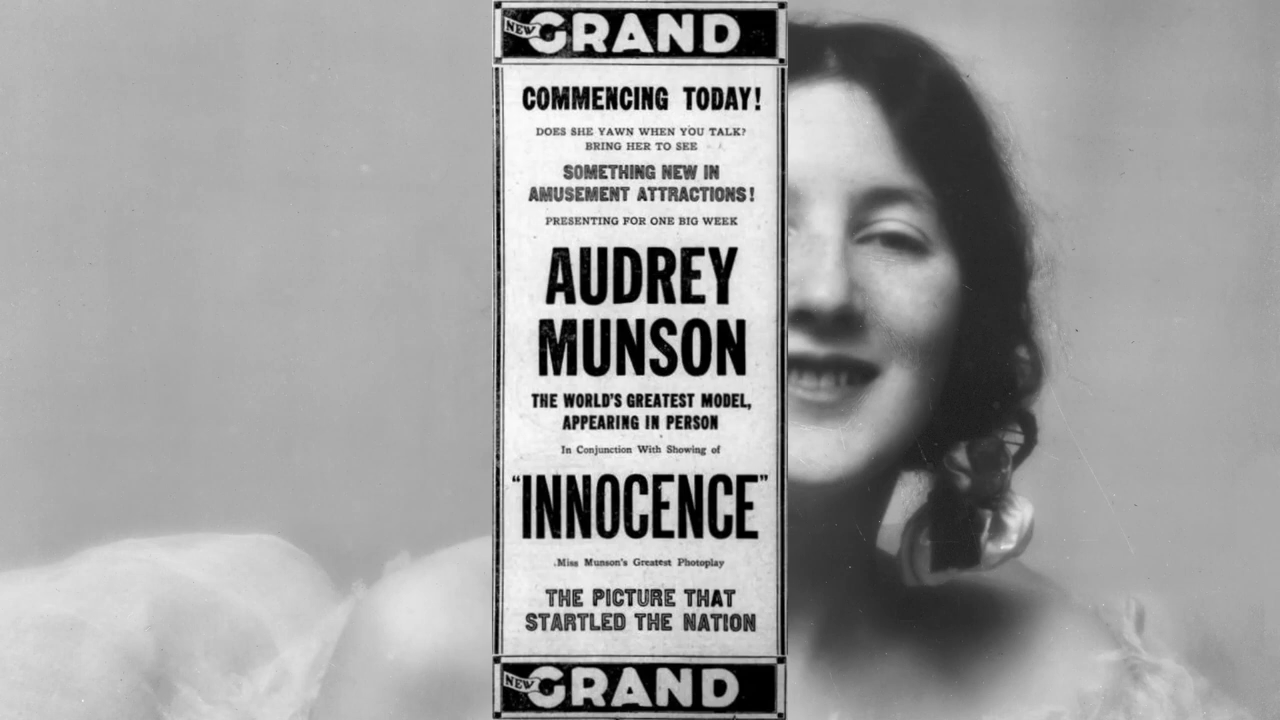 NEW GRAND
COMMENCING TODAY!
DOES SHE YAWN WHEN YOU TALK?
BRING HER TO SEE
SOMETHING NEW IN
AMUSEMENT ATTRACTIONS!
PRESENTING FOR ONE BIG WEEK
AUDREY
MUNSON
THE WORLD'S GREATEST MODEL,
APPEARING IN PERSON
In Conjunction With Showing of
"INNOCENCE"
Miss Munson's Greatest Photoplay
THE PICTURE THAT
STARTLED THE NATION
NEW GRAND